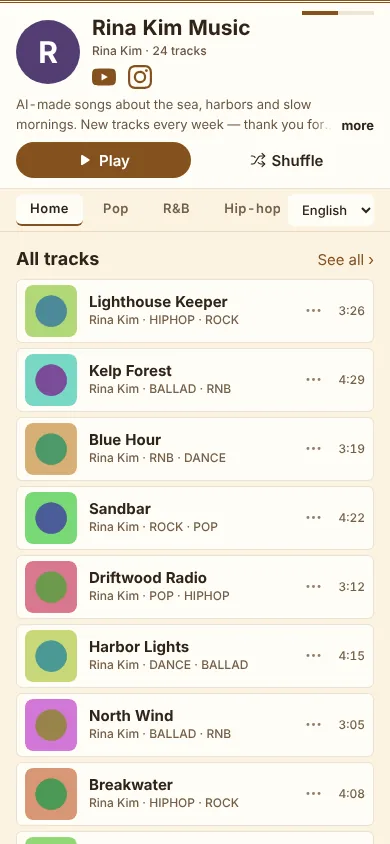 R
Rina Kim Music
Rina Kim · 24 tracks
AI-made songs about the sea, harbors and slow
mornings. New tracks every week — thank you for.. more
Play
Shuffle
Home Pop R&B Hip-hop English
All tracks
See all ›
Lighthouse Keeper
Rina Kim · HIPHOP · ROCK
••• 3:26
Kelp Forest
Rina Kim · BALLAD · RNB
••• 4:29
Blue Hour
Rina Kim · RNB · DANCE
••• 3:19
Sandbar
Rina Kim · ROCK · POP
••• 4:22
Driftwood Radio
Rina Kim · POP · HIPHOP
••• 3:12
Harbor Lights
Rina Kim · DANCE · BALLAD
••• 4:15
North Wind
Rina Kim · BALLAD · RNB
••• 3:05
Breakwater
Rina Kim · HIPHOP · ROCK
••• 4:08